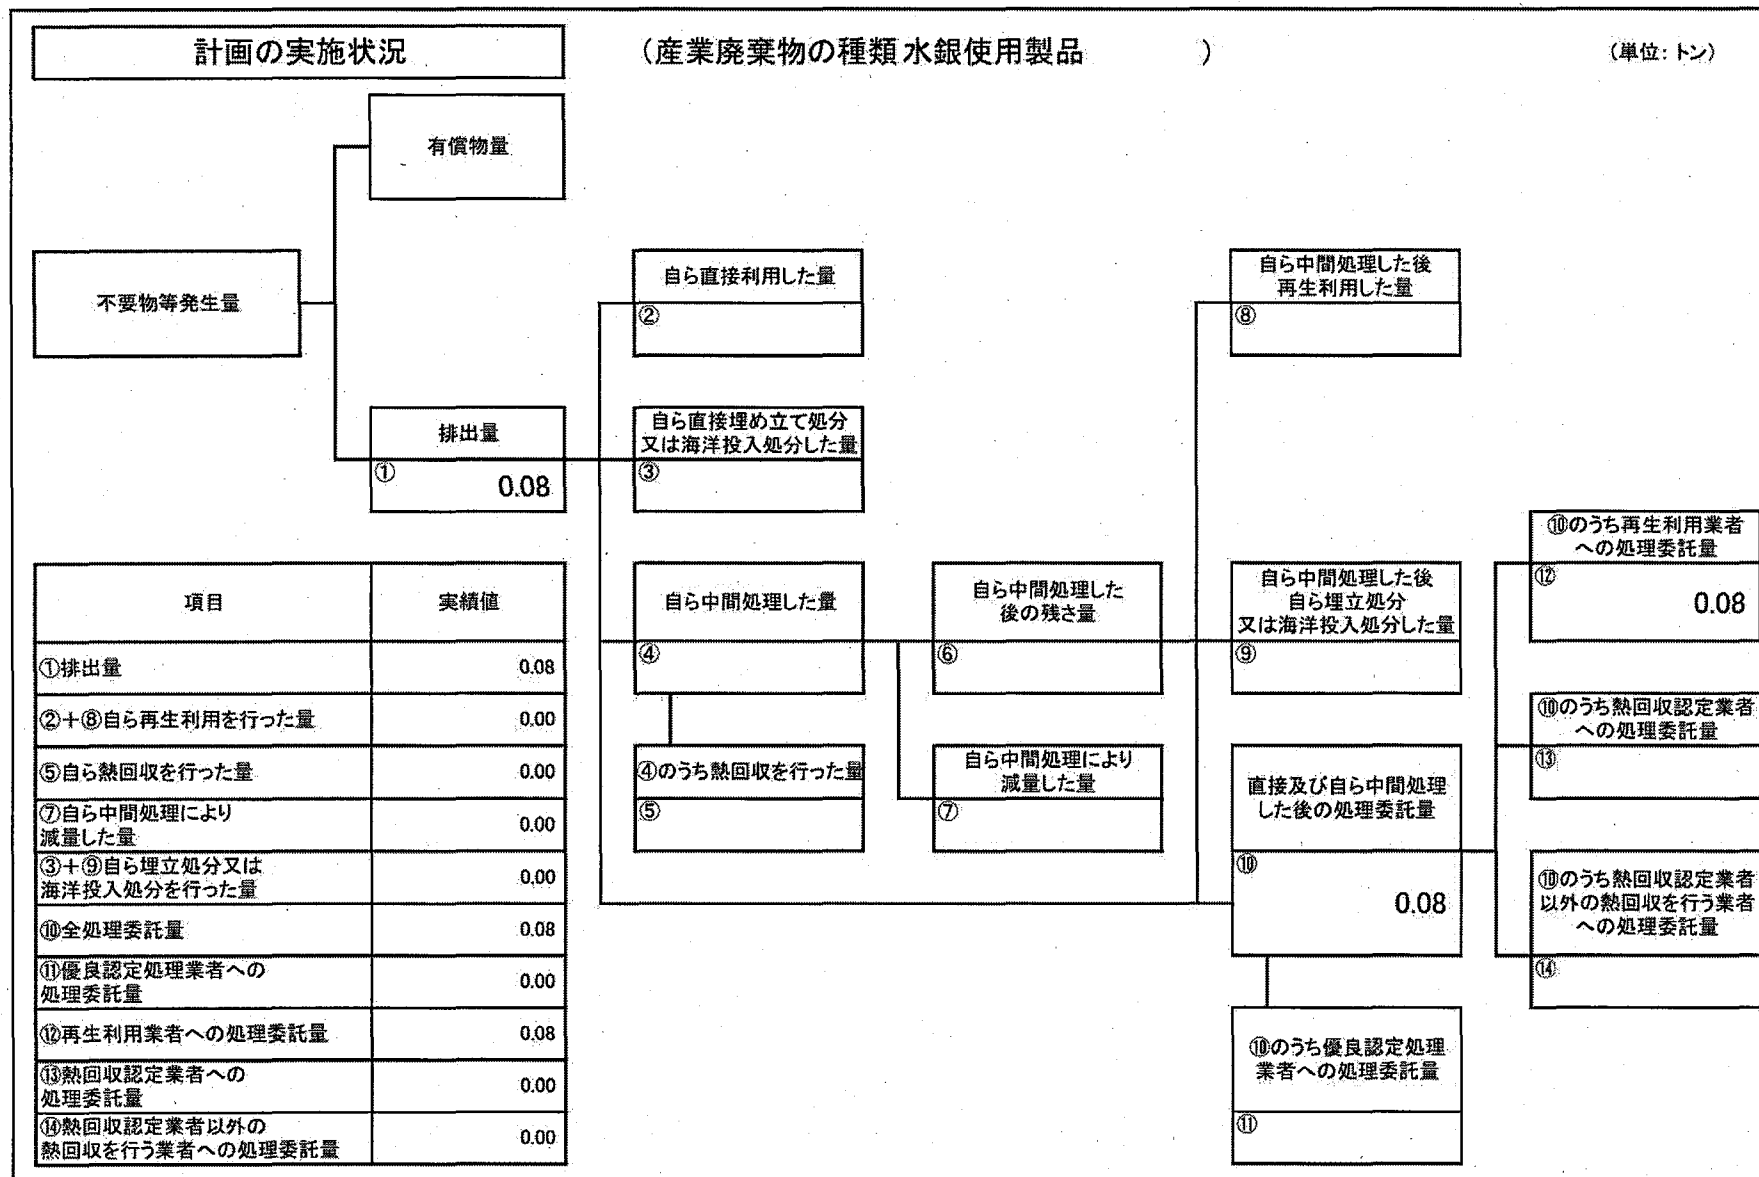 計画の実施状況
（産業廃棄物の種類 水銀使用製品　　　　）
（単位：トン）
有償物量
不要物等発生量
自ら直接利用した量
②
自ら中間処理した後
再生利用した量
⑧
排出量
① 0.08
自ら直接埋め立て処分
又は海洋投入処分した量
③
⑩のうち再生利用業者
への処理委託量
⑫ 0.08
自ら中間処理した量
④
自ら中間処理した
後の残さ量
⑥
自ら中間処理した後
自ら埋立処分
又は海洋投入処分した量
⑨
⑩のうち熱回収認定業者
への処理委託量
⑬
④のうち熱回収を行った量
⑤
自ら中間処理により
減量した量
⑦
直接及び自ら中間処理
した後の処理委託量
⑩ 0.08
⑩のうち熱回収認定業者
以外の熱回収を行う業者
への処理委託量
⑭
⑩のうち優良認定処理
業者への処理委託量
⑪
項目 実績値
①排出量 0.08
②＋⑧自ら再生利用を行った量 0.00
⑤自ら熱回収を行った量 0.00
⑦自ら中間処理により
減量した量 0.00
③＋⑨自ら埋立処分又は
海洋投入処分を行った量 0.00
⑩全処理委託量 0.08
⑪優良認定処理業者への
処理委託量 0.00
⑫再生利用業者への処理委託量 0.08
⑬熱回収認定業者への
処理委託量 0.00
⑭熱回収認定業者以外の
熱回収を行う業者への処理委託量 0.00